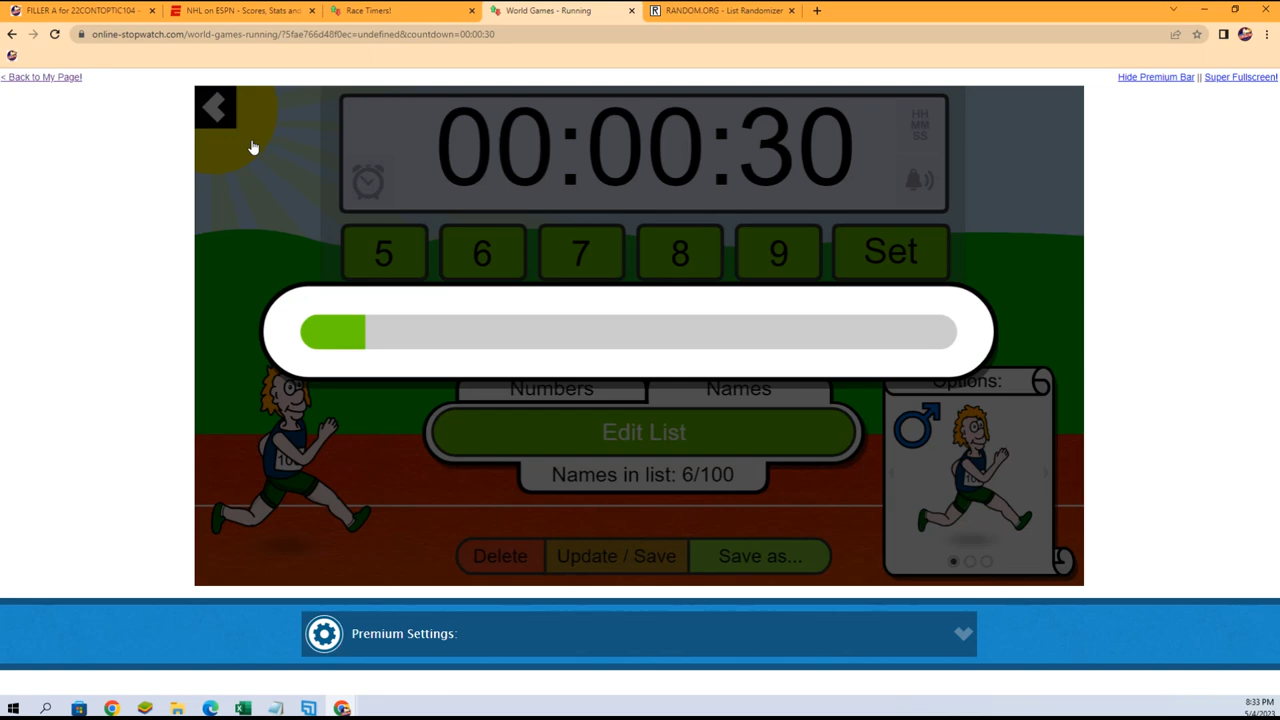 FILLER A for 22CONTOPTIC104 -
NHL on ESPN - Scores, Stats and
Race Timers!
World Games - Running
RANDOM.ORG - List Randomizer
online-stopwatch.com/world-games-running/?5fae766d48f0ec=undefined&countdown=00:00:30
< Back to My Page!
Hide Premium Bar || Super Fullscreen!
00:00:30
HH
MM
SS
5 6 7 8 9 Set
Numbers Names
Options:
Edit List
Names in list: 6/100
Delete Update / Save Save as...
Premium Settings:
8:33 PM
5/4/2023